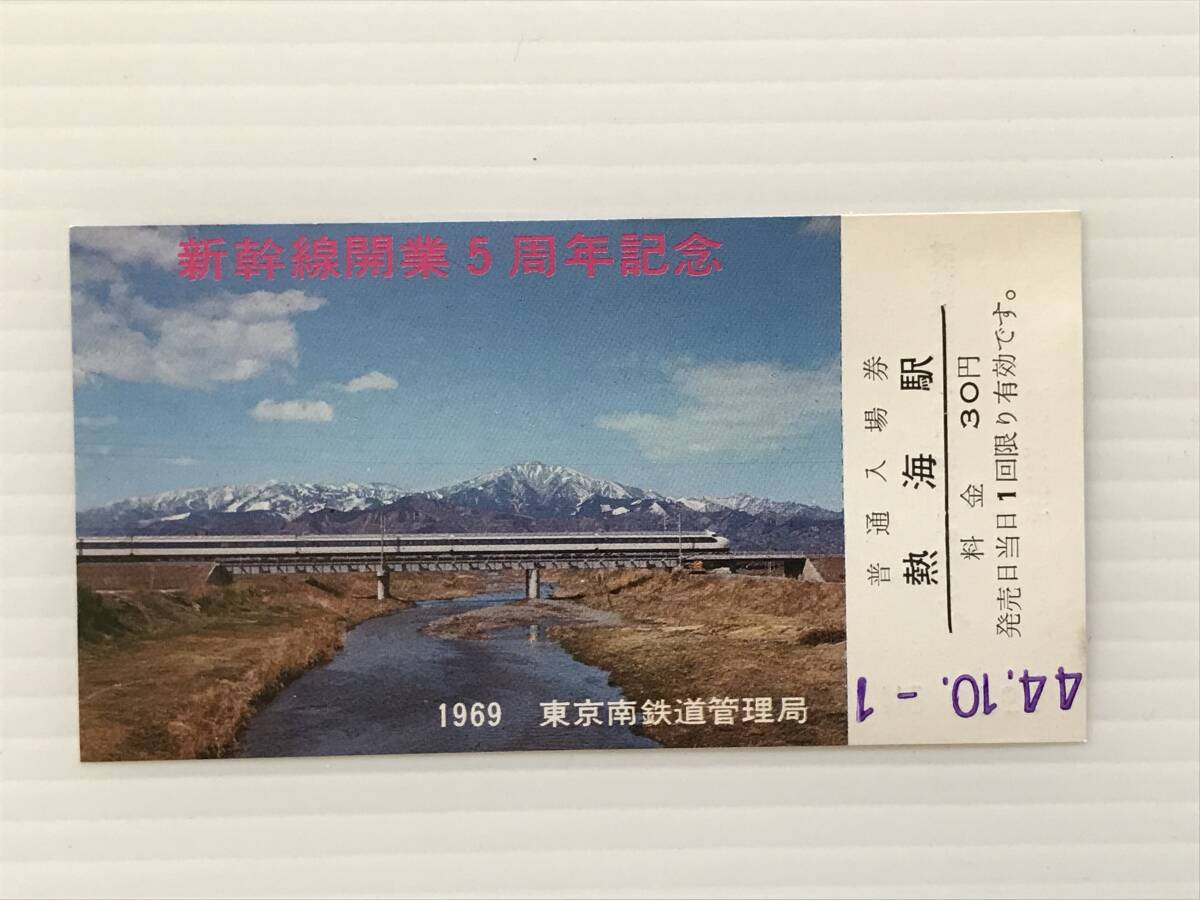 新幹線開業5周年記念
1969 東京南鉄道管理局
普通入場券
熱海駅
料金 30円
発売日当日1回限り有効です。
44.10.-1